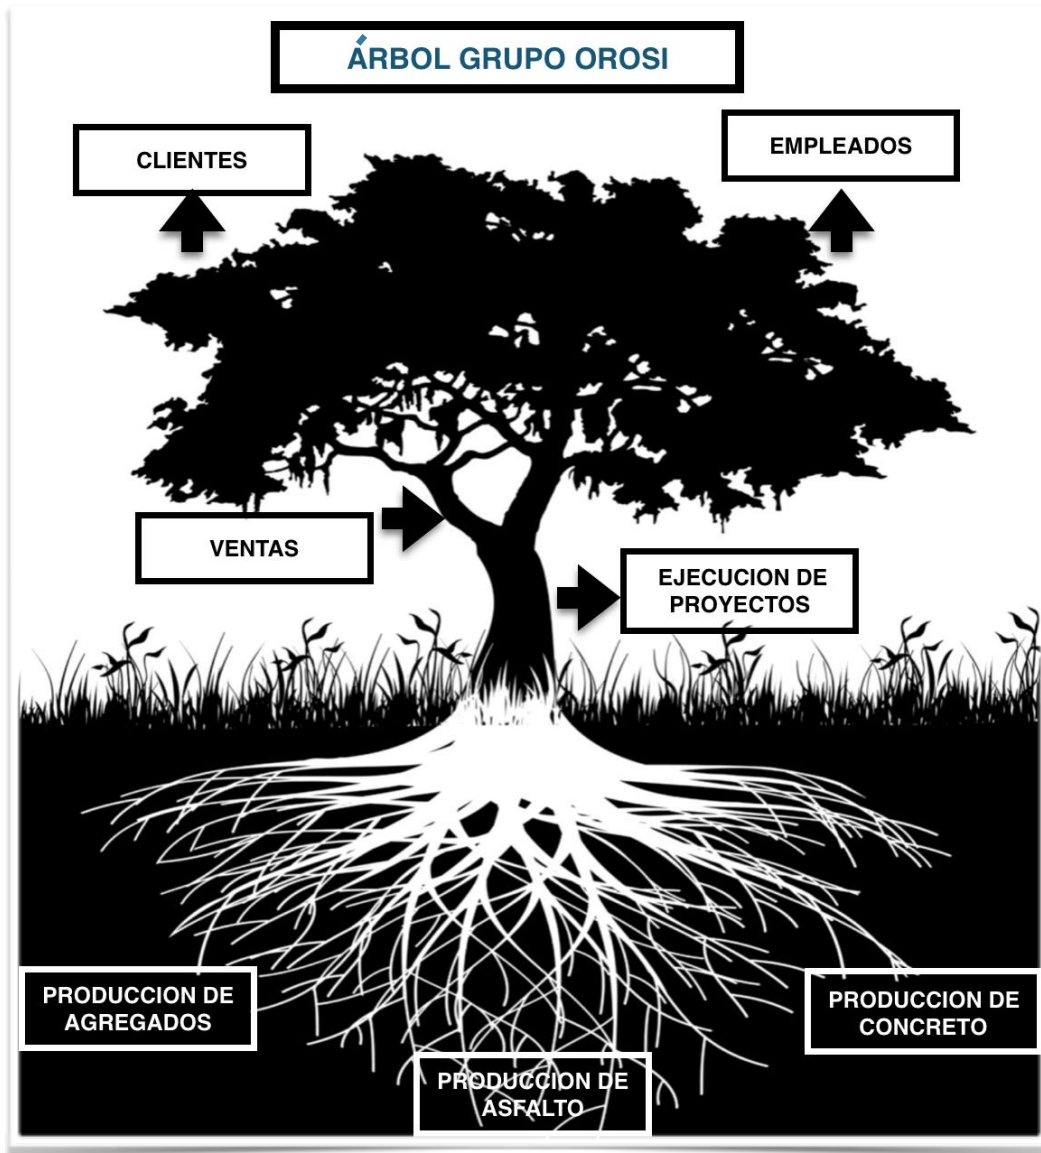 ÁRBOL GRUPO OROSI
CLIENTES
EMPLEADOS
VENTAS
EJECUCION DE
PROYECTOS
PRODUCCION DE
AGREGADOS
PRODUCCION DE
CONCRETO
PRODUCCION DE
ASFALTO